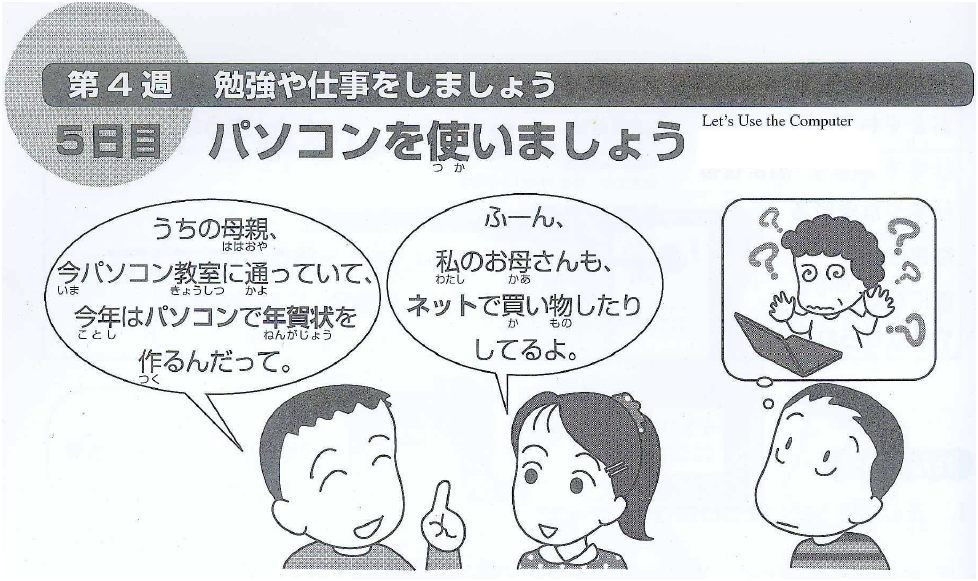 第4週 勉強や仕事をしましょう
5日目 パソコンを使いましょう
つか
Let's Use the Computer
うちの母親、
ははおや
今パソコン教室に通っていて、
いま きょうしつ かよ
今年はパソコンで年賀状を
ことし ねんがじょう
作るんだって。
つく
ふーん、
私のお母さんも、
わたし かあ
ネットで買い物したり
か もの
してるよ。
? ? ? ? ?